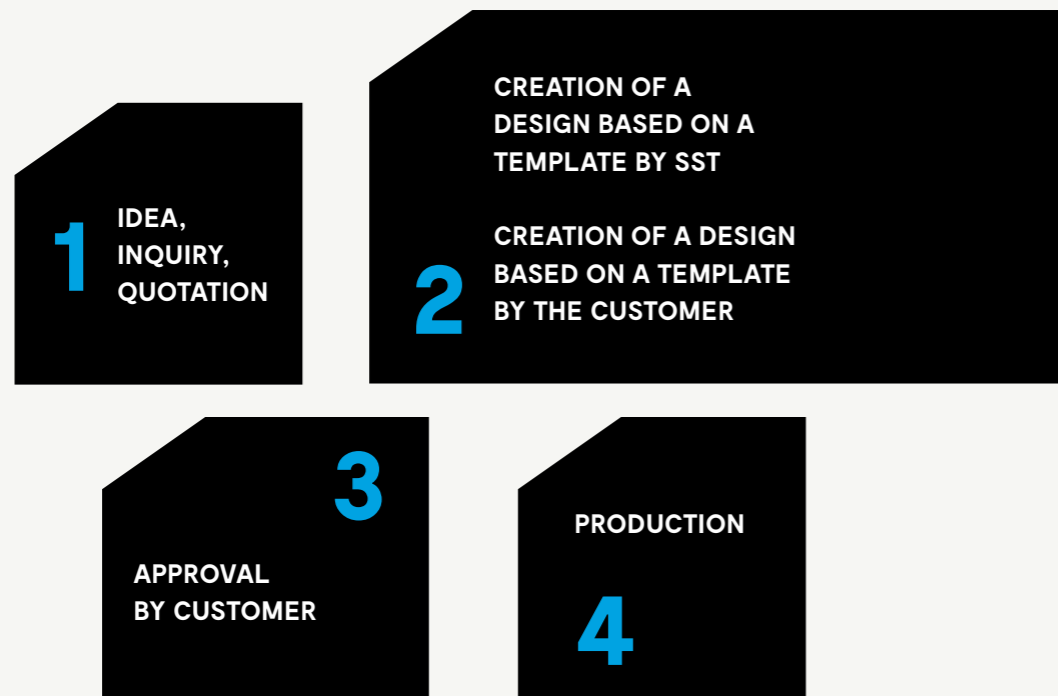 1
IDEA,
INQUIRY,
QUOTATION
2
CREATION OF A
DESIGN BASED ON A
TEMPLATE BY SST
CREATION OF A DESIGN
BASED ON A TEMPLATE
BY THE CUSTOMER
3
APPROVAL
BY CUSTOMER
PRODUCTION
4